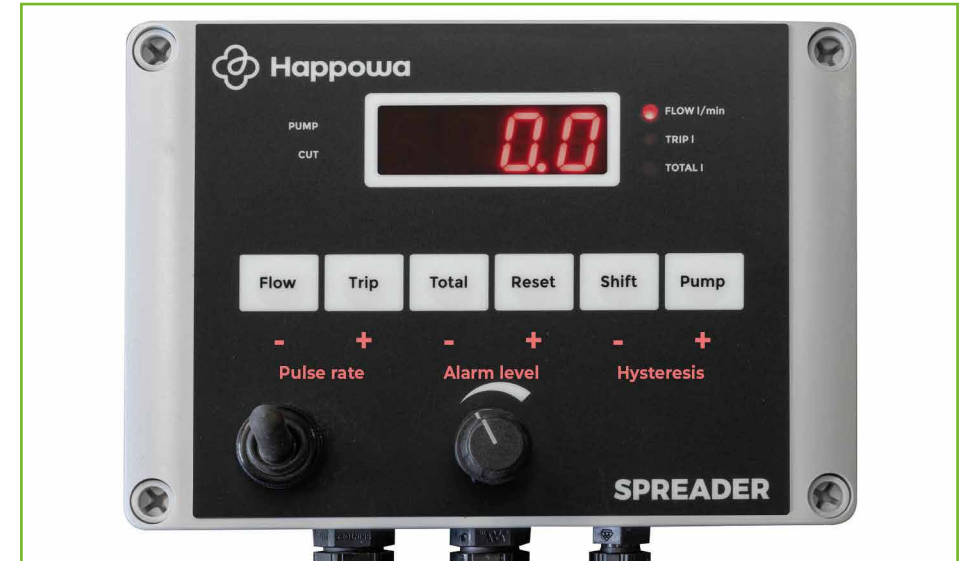 Happowa
PUMP
CUT
0.0
FLOW l/min
TRIP l
TOTAL l
Flow Trip Total Reset Shift Pump
- + - + - +
Pulse rate Alarm level Hysteresis
SPREADER